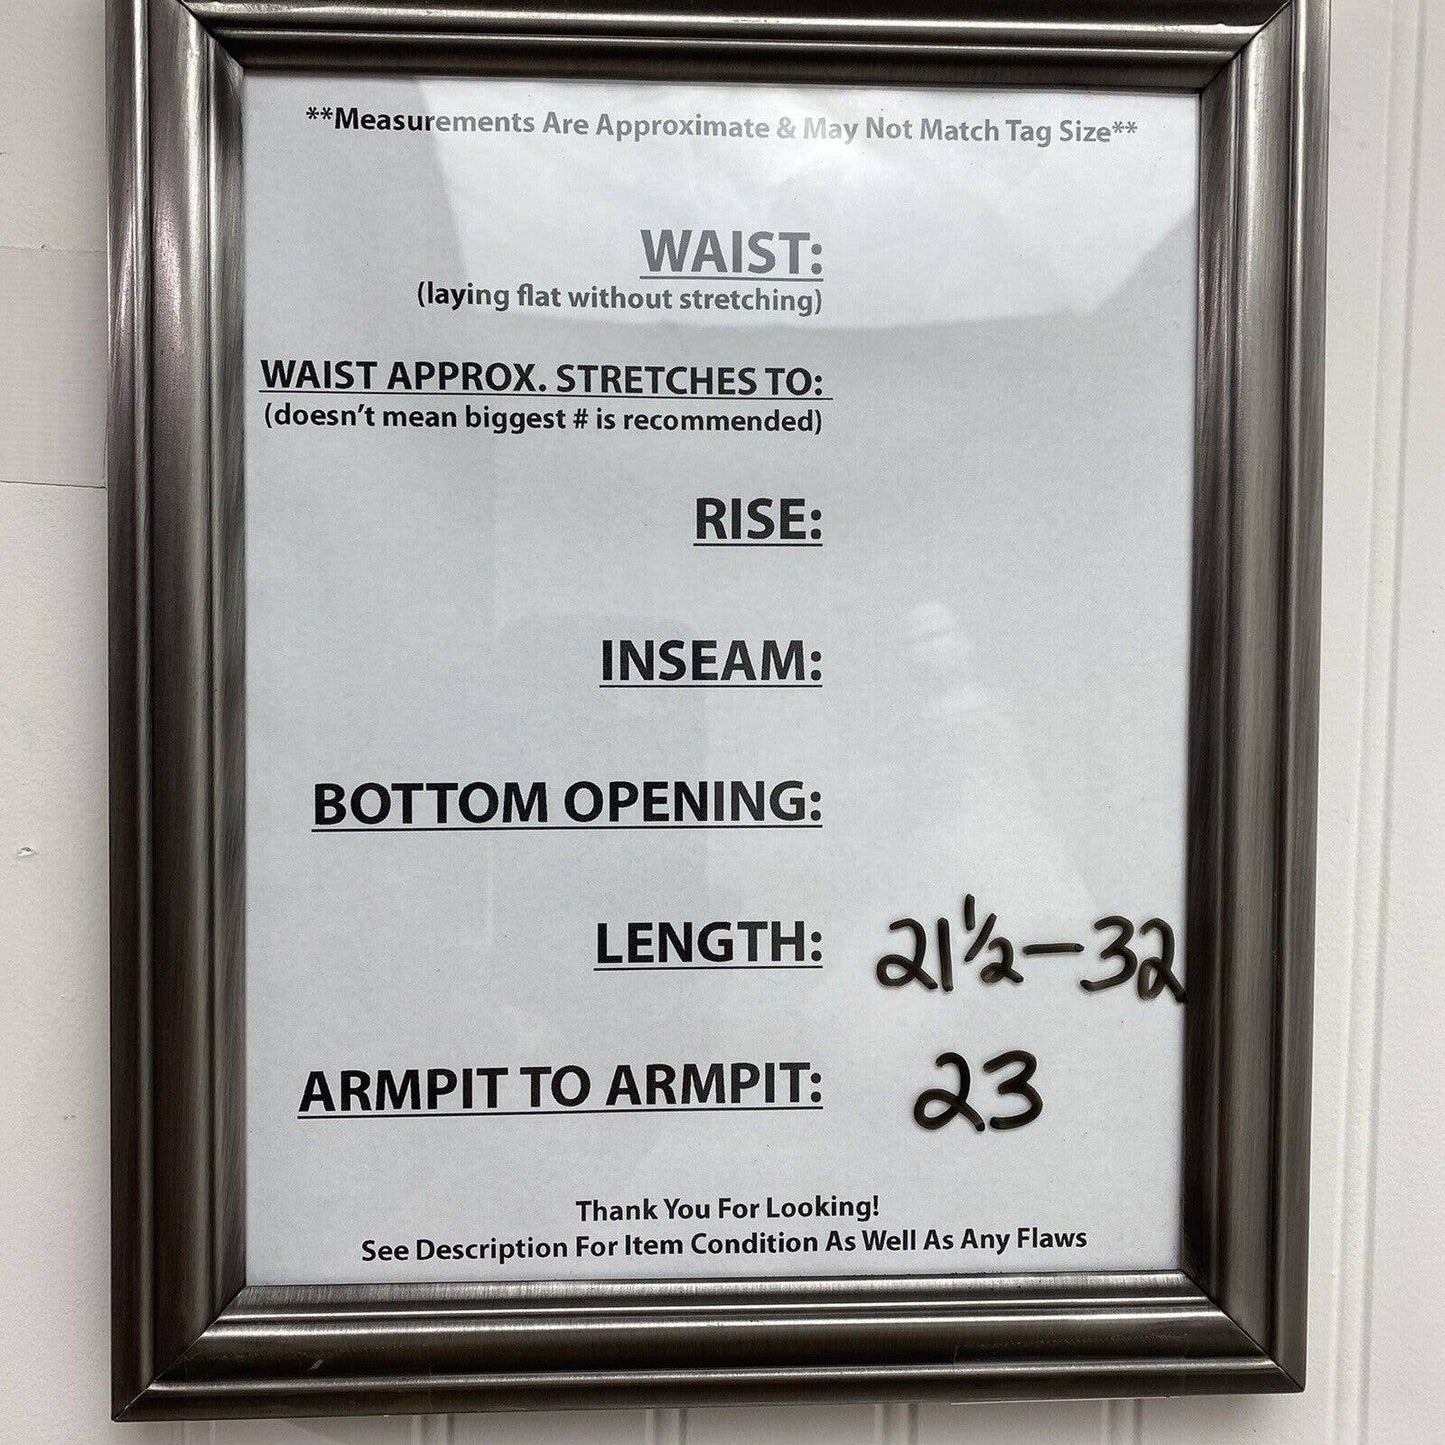 **Measurements Are Approximate & May Not Match Tag Size**
WAIST:
(laying flat without stretching)
WAIST APPROX. STRETCHES TO:
(doesn't mean biggest # is recommended)
RISE:
INSEAM:
BOTTOM OPENING:
LENGTH: 21 1/2 - 32
ARMPIT TO ARMPIT: 23
Thank You For Looking!
See Description For Item Condition As Well As Any Flaws